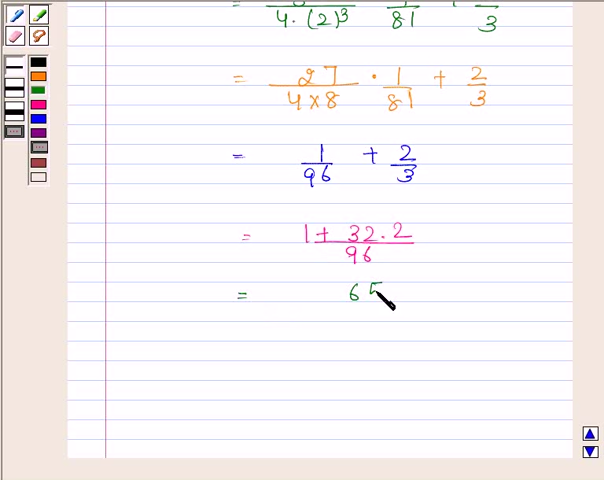 = 4.(2)³ 81 3
= 27/4×8 · 1/81 + 2/3
= 1/96 + 2/3
= 1 + 32.2/96
= 65